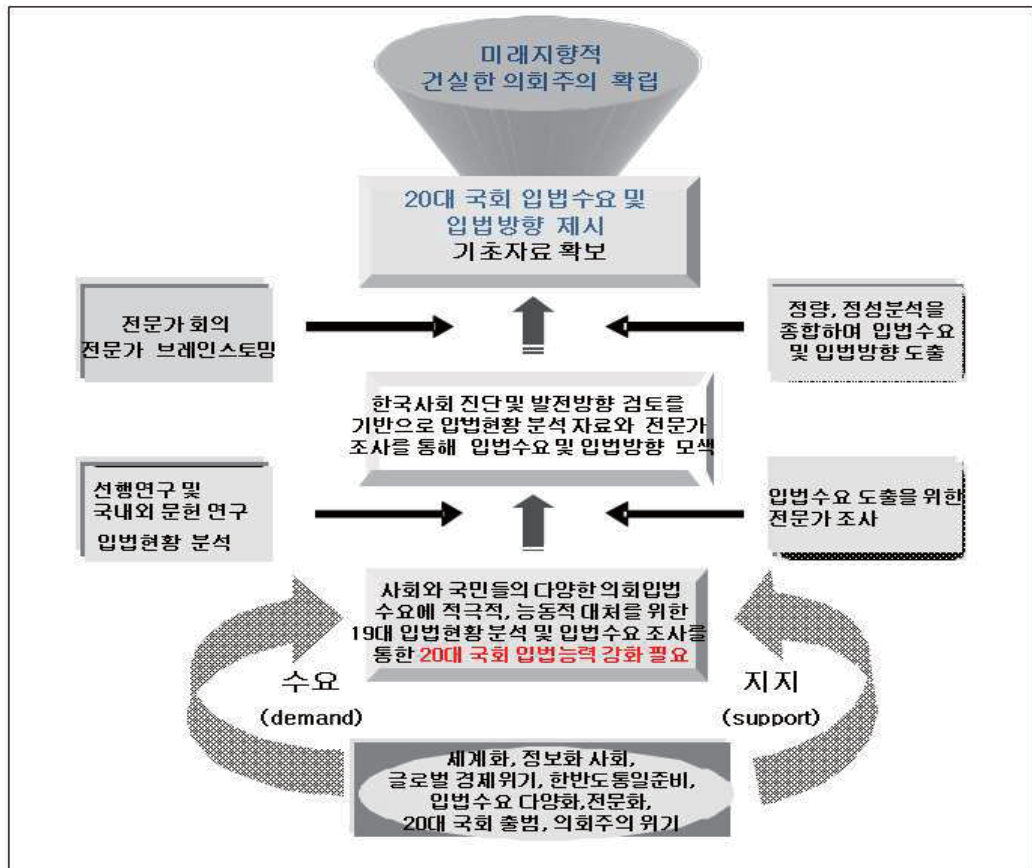 미래지향적
건실한 의회주의 확립
20대 국회 입법수요 및
입법방향 제시
기초자료 확보
전문가 회의
전문가 브레인스토밍
정량, 정성분석을
종합하며 입법수요
및 입법방향 도출
한국사회 진단및 발전방향 검토를
기반으로 입법현황 분석 자료와 전문가
조사를 통해 입법수요 및 입법방향 모색
선행연구 및
국내외 문헌 연구
입법현황 분석
입법수요 도출을 위한
전문가 조사
사회와 국민들의 다양한 의회입법
수요에 적극적, 능동적 대처를 위한
19대 입법현황 분석 및 입법수요 조사를
통한 20대 국회 입법능력 강화 필요
수요
(demand)
지지
(support)
세계화, 정보화 사회,
글로벌 경제위기, 한반도통일준비,
입법수요 다양화,전문화,
20대 국회 출범, 의회주의 위기